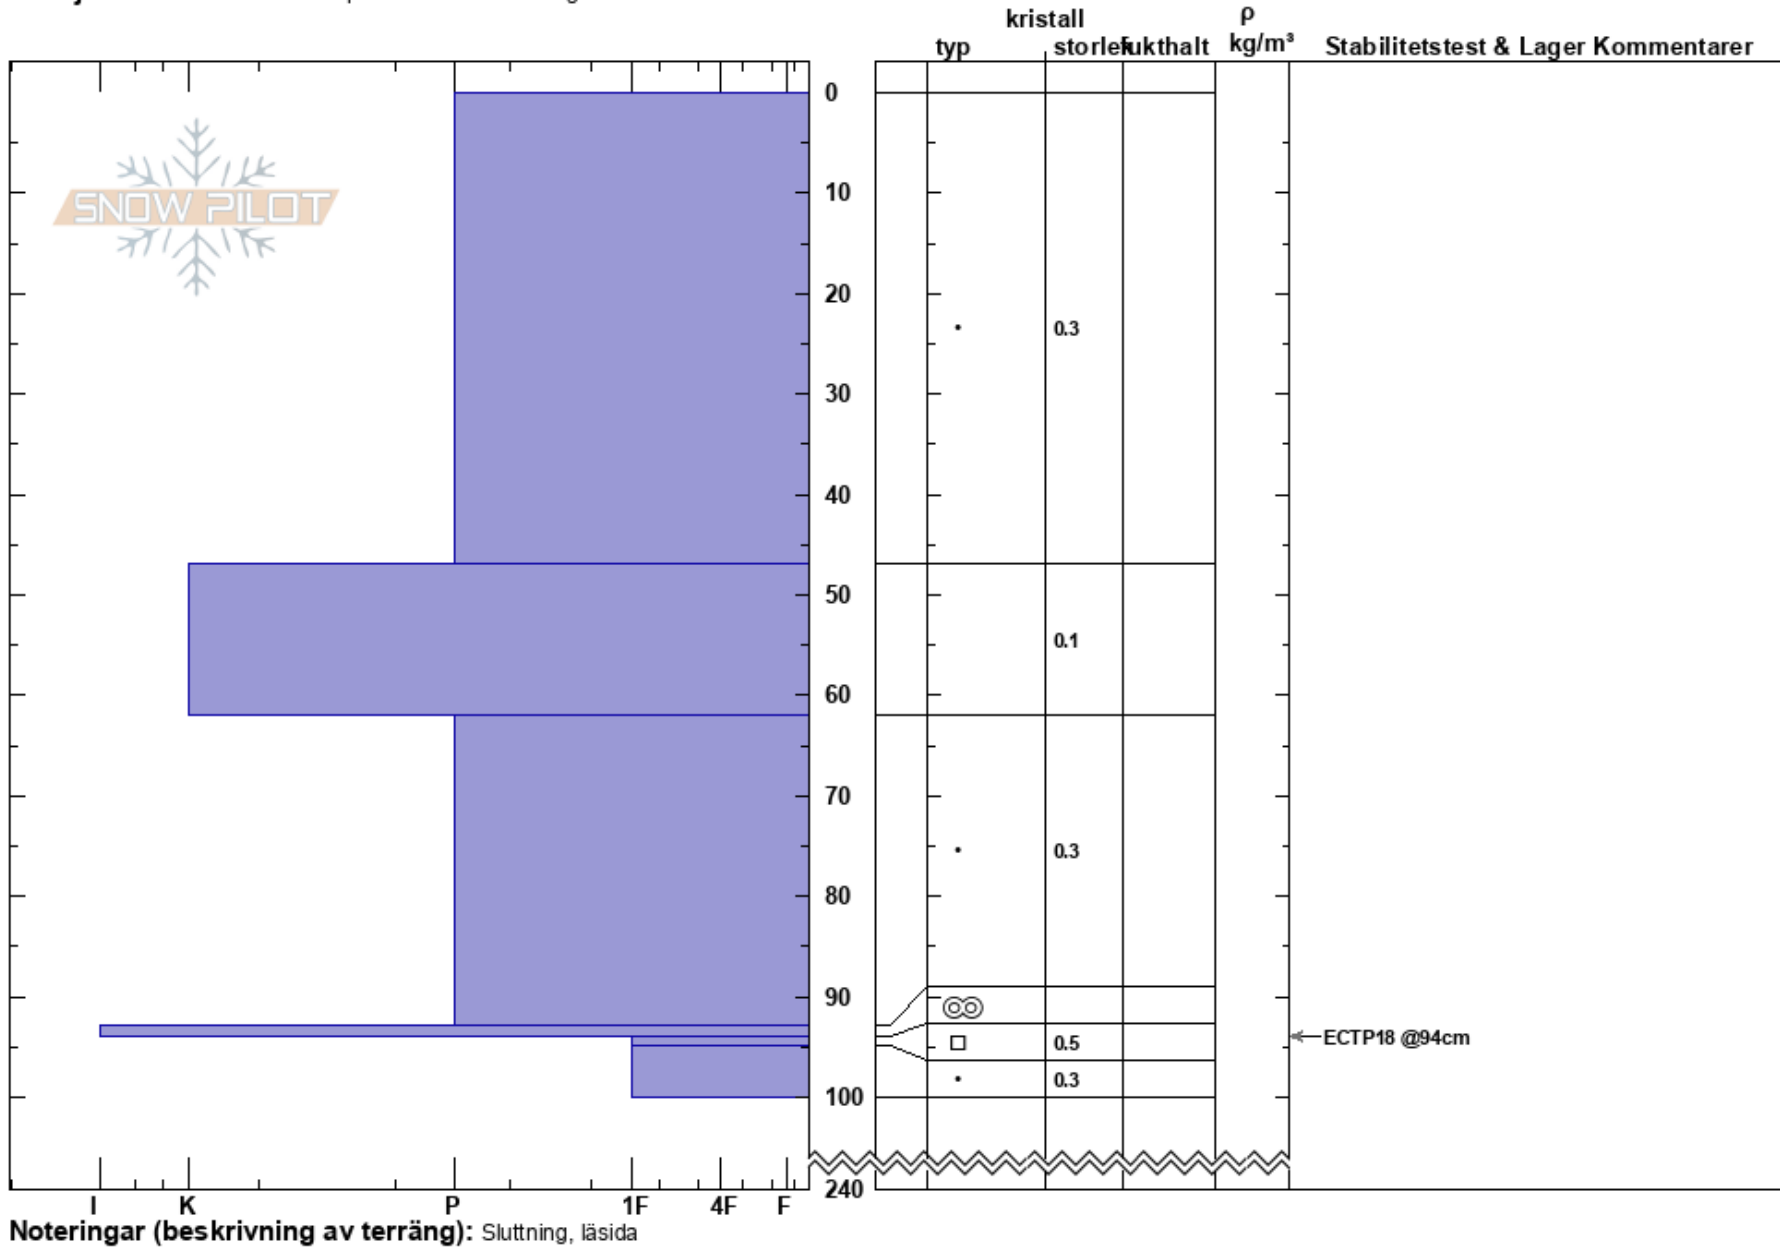 kristall ρ
typ storlek fukthalt kg/m³ Stabilitetstest & Lager Kommentarer
0
SNOW PILOT
10
20
0.3
30
40
50
0.1
60
70
0.3
80
90
0.5 ECTP18 @94cm
0.3
100
240
I K P 1F 4F F
Noteringar (beskrivning av terräng): Sluttning, läsida